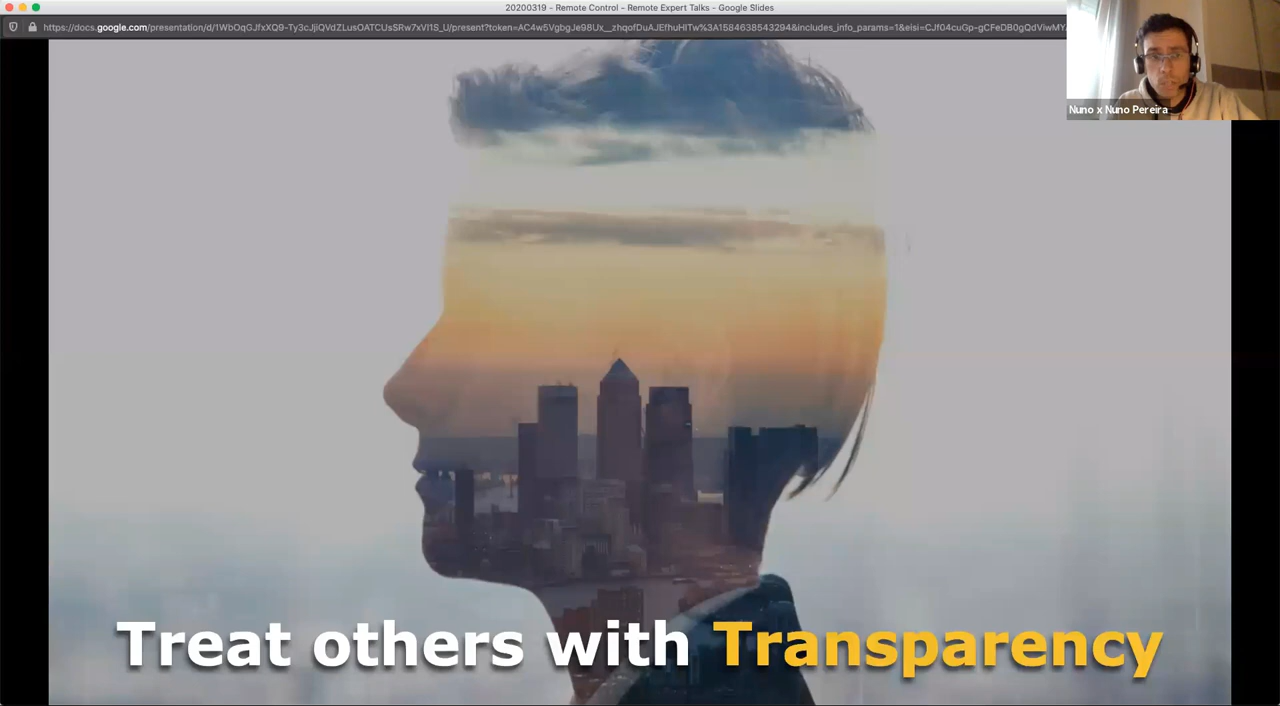 20200319 - Remote Control - Remote Expert Talks - Google Slides
Nuno x Nuno Pereira
Treat others with Transparency